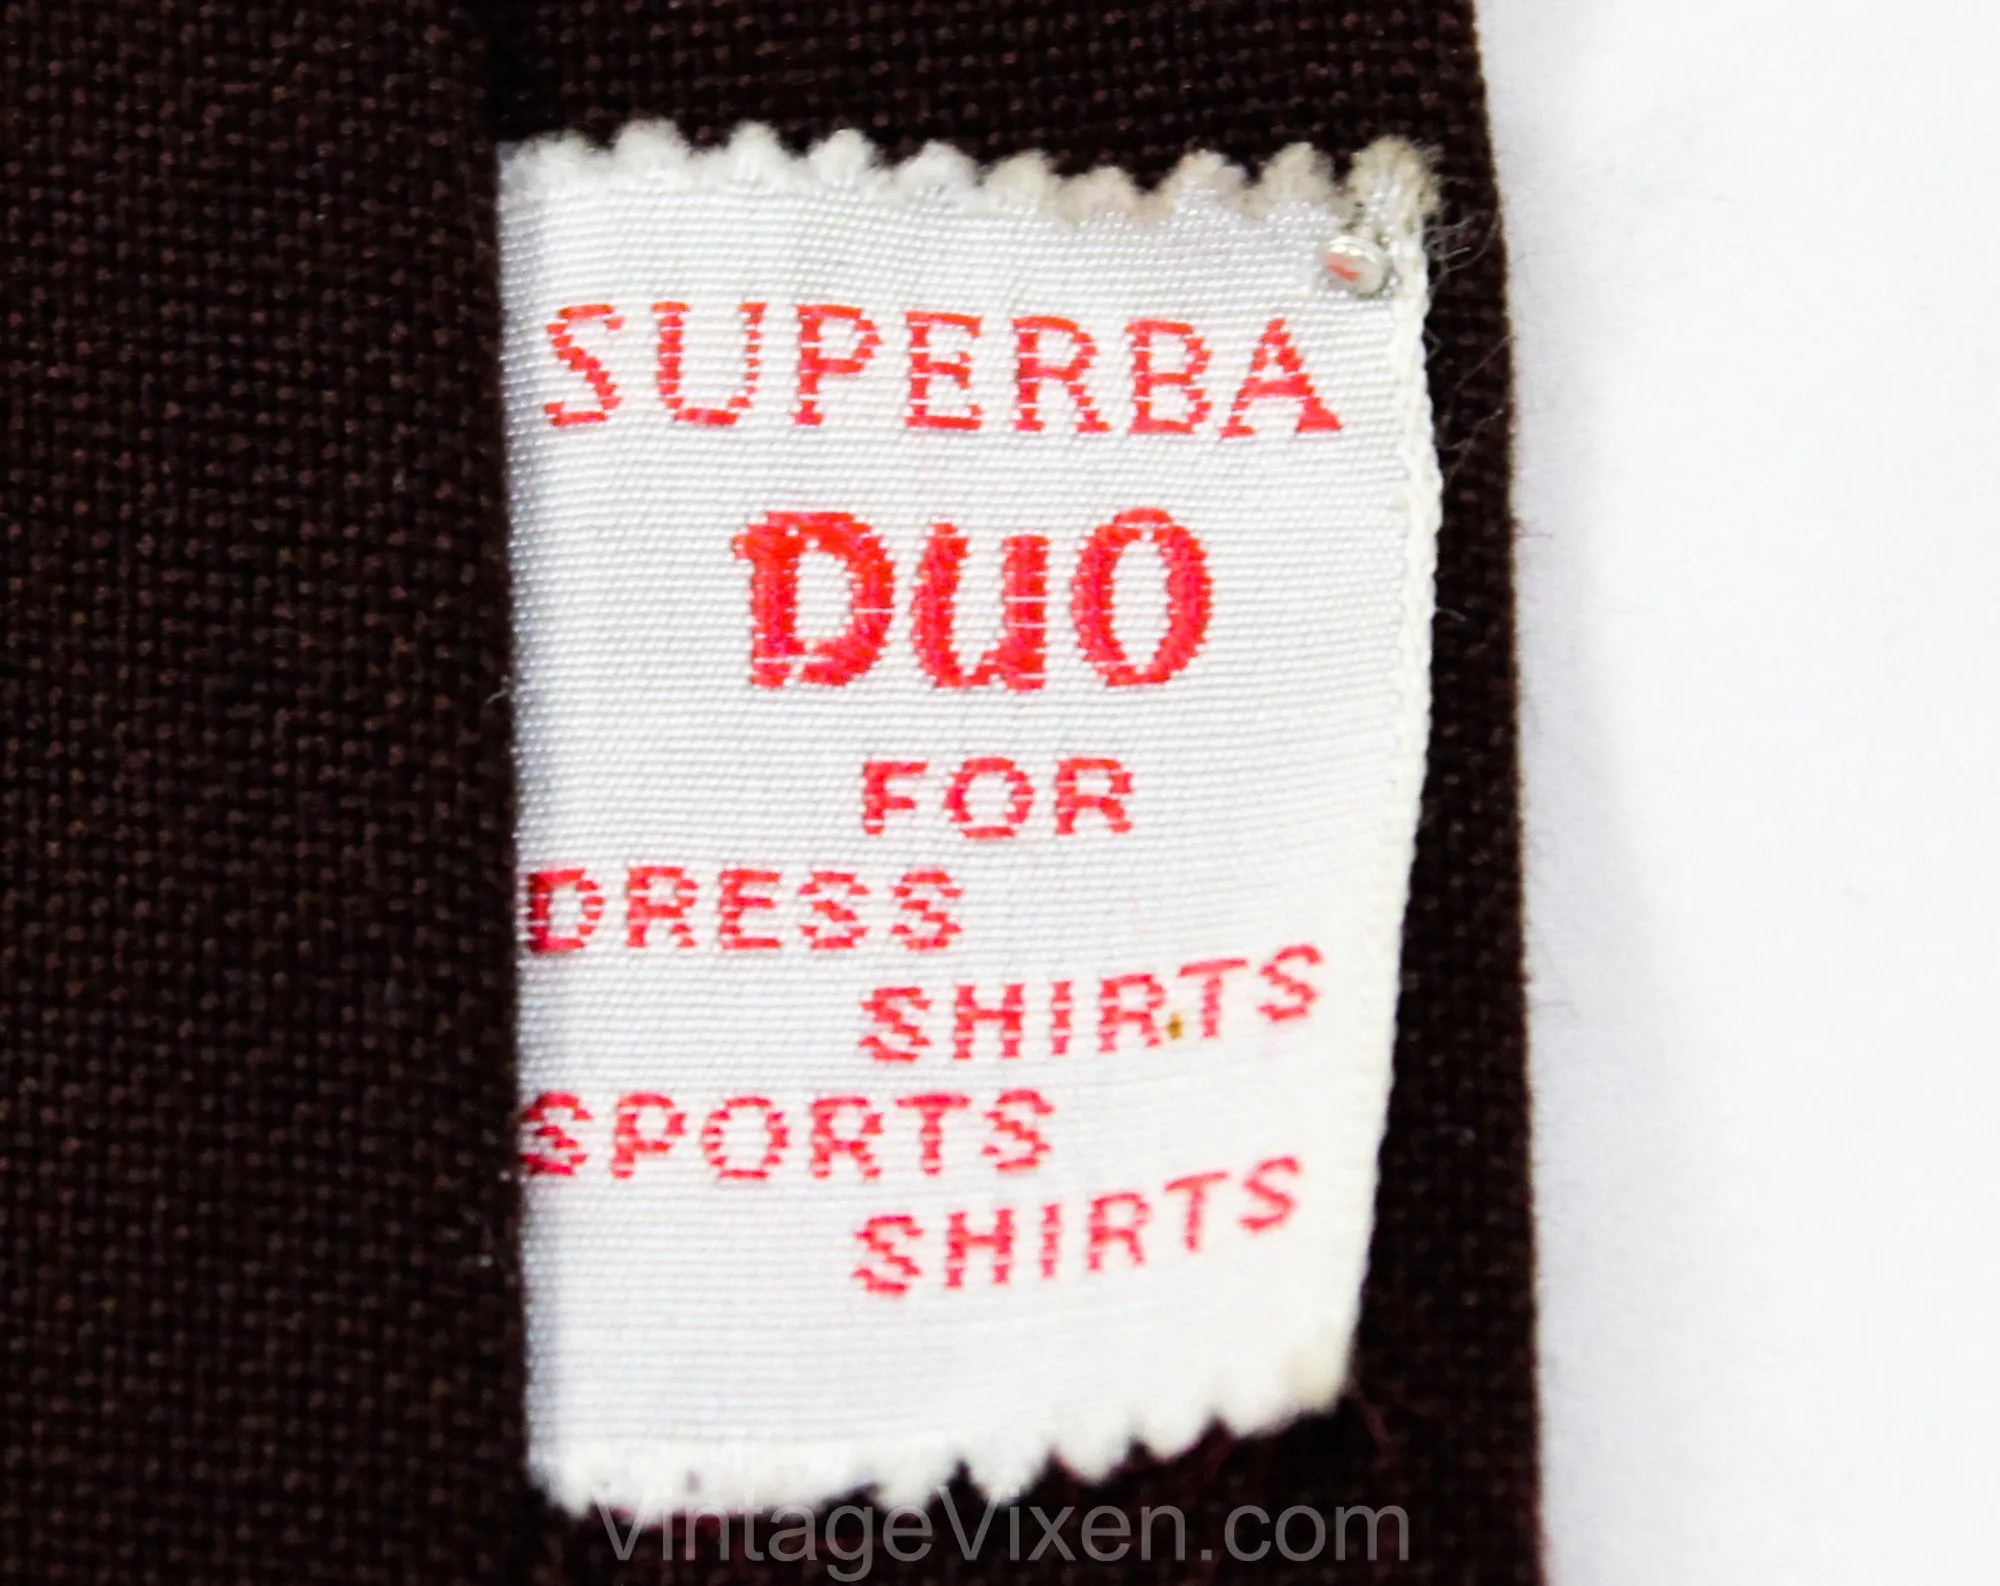 SUPERBA
DUO
FOR
DRESS
SHIRTS
SPORTS
SHIRTS
VintageVixen.com